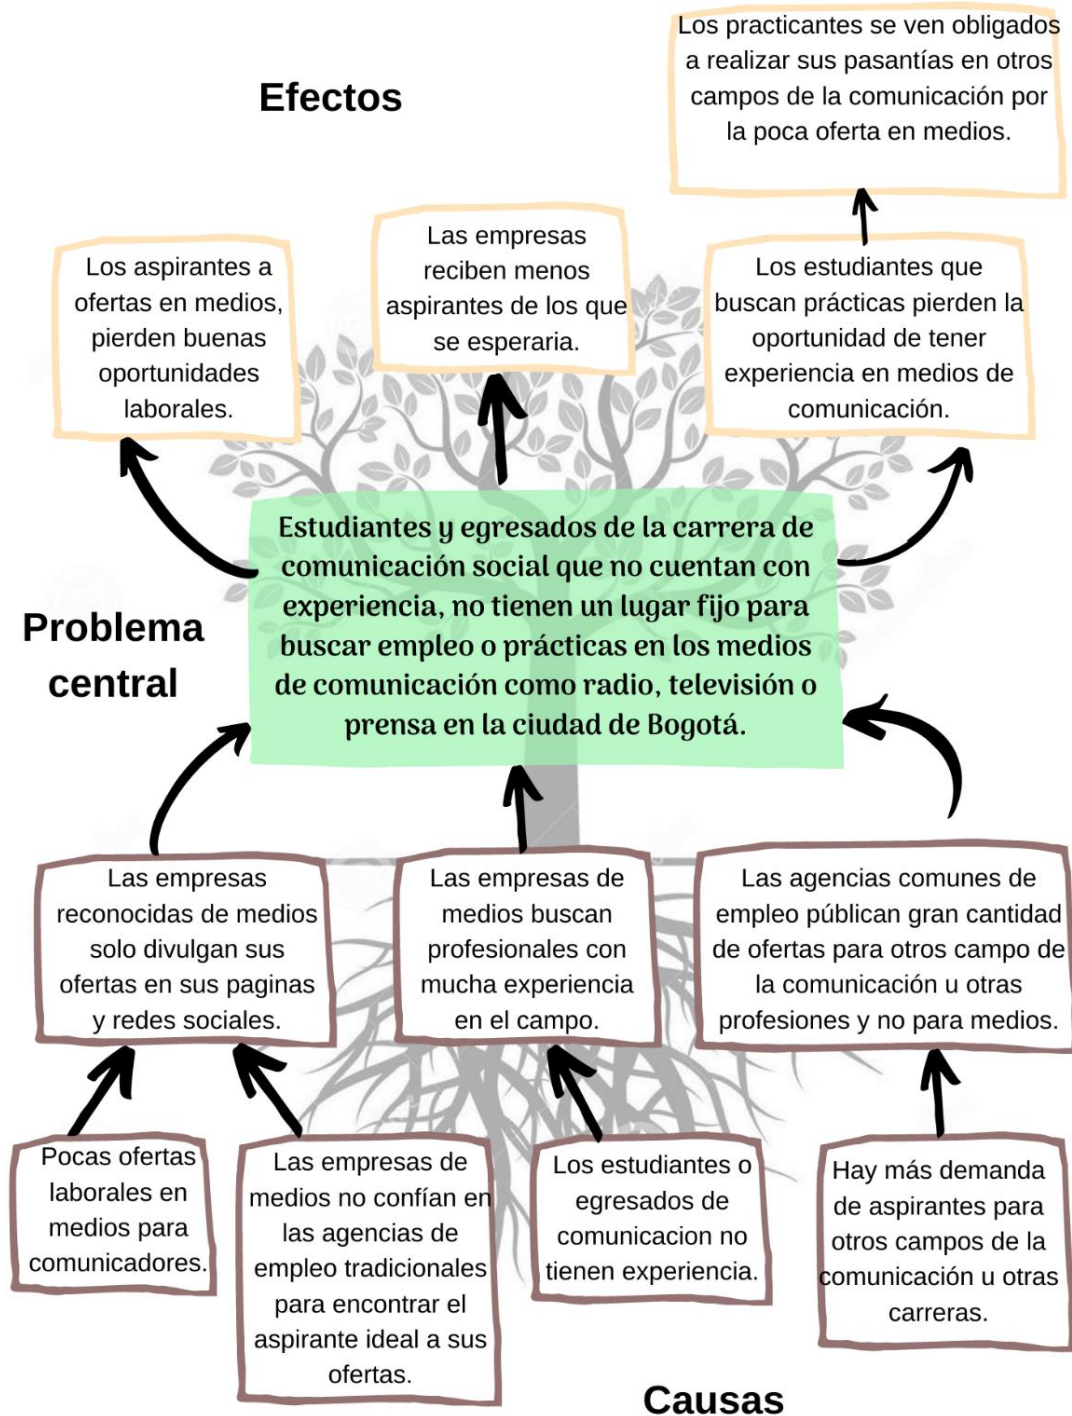 Los practicantes se ven obligados
a realizar sus pasantías en otros
campos de la comunicación por
la poca oferta en medios.
Efectos
Los aspirantes a
ofertas en medios,
pierden buenas
oportunidades
laborales.
Las empresas
reciben menos
aspirantes de los que
se esperaria.
Los estudiantes que
buscan prácticas pierden la
oportunidad de tener
experiencia en medios de
comunicación.
Problema
central
Estudiantes y egresados de la carrera de
comunicación social que no cuentan con
experiencia, no tienen un lugar fijo para
buscar empleo o prácticas en los medios
de comunicación como radio, televisión o
prensa en la ciudad de Bogotá.
Las empresas
reconocidas de medios
solo divulgan sus
ofertas en sus paginas
y redes sociales.
Las empresas de
medios buscan
profesionales con
mucha experiencia
en el campo.
Las agencias comunes de
empleo públican gran cantidad
de ofertas para otros campo de
la comunicación u otras
profesiones y no para medios.
Pocas ofertas
laborales en
medios para
comunicadores.
Las empresas de
medios no confían en
las agencias de
empleo tradicionales
para encontrar el
aspirante ideal a sus
ofertas.
Los estudiantes o
egresados de
comunicacion no
tienen experiencia.
Hay más demanda
de aspirantes para
otros campos de la
comunicación u otras
carreras.
Causas